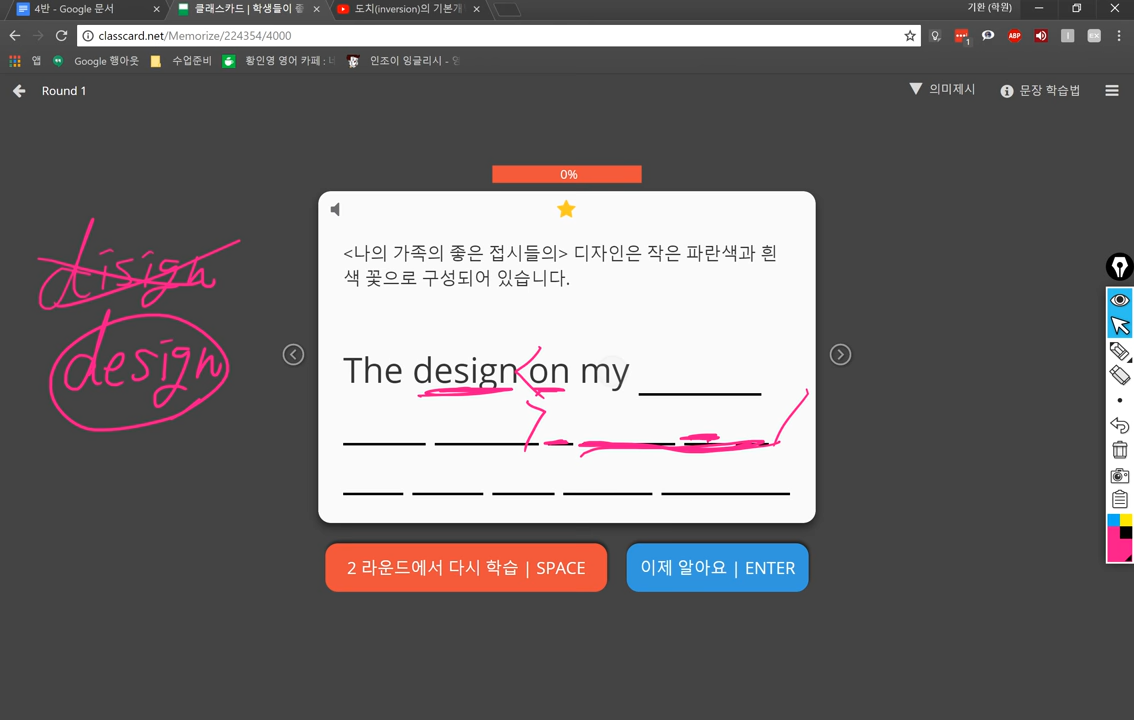 4반 - Google 문서
클래스카드 | 학생들이 좋
도치(inversion)의 기본개
기환 (학원)
classcard.net/Memorize/224354/4000
1
ABP
앱
Google 행아웃
수업준비
황인영 영어 카페 : 네
인조이 잉글리시 - 영
Round 1
의미제시
문장 학습법
0%
<나의 가족의 좋은 접시들의> 디자인은 작은 파란색과 흰
색 꽃으로 구성되어 있습니다.
disign
design
The design on my
2 라운드에서 다시 학습 | SPACE
이제 알아요 | ENTER